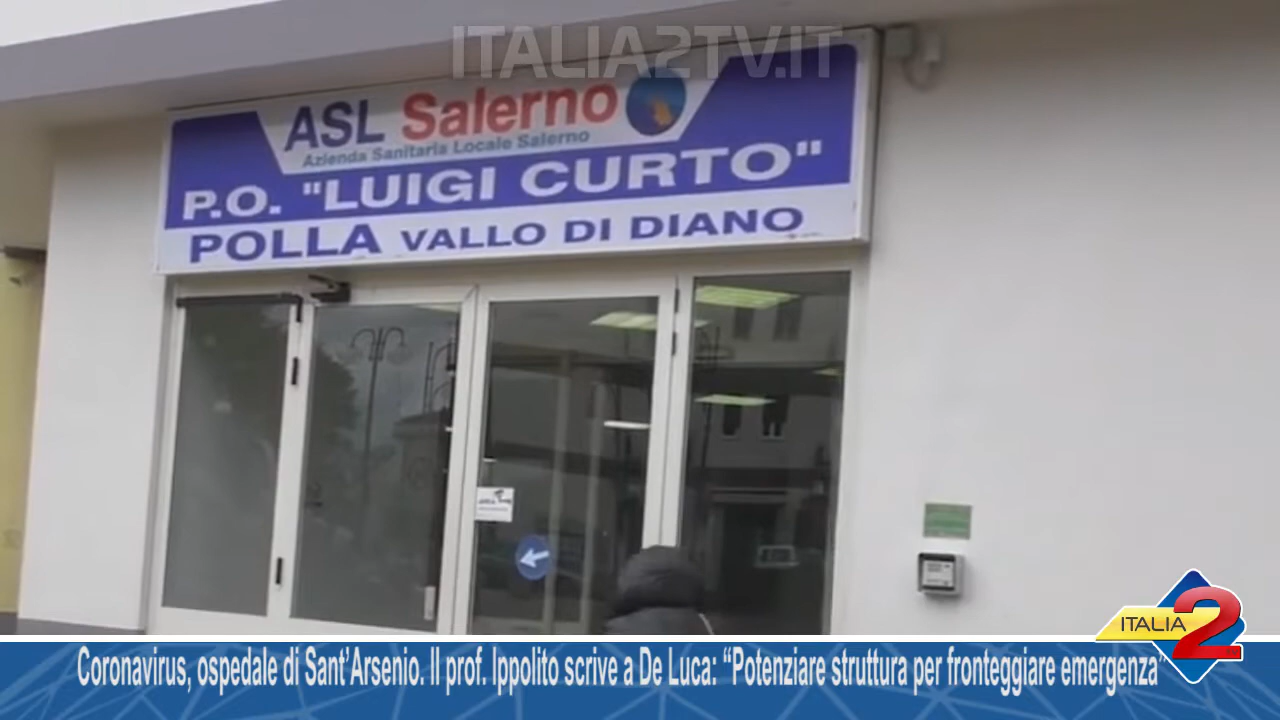 ITALIA2TV.IT
ASL Salerno
Azienda Sanitaria Locale Salerno
P.O. "LUIGI CURTO"
POLLA VALLO DI DIANO
ITALIA 2
Coronavirus, ospedale di Sant'Arsenio. Il prof. Ippolito scrive a De Luca: “Potenziare struttura per fronteggiare emergenza”